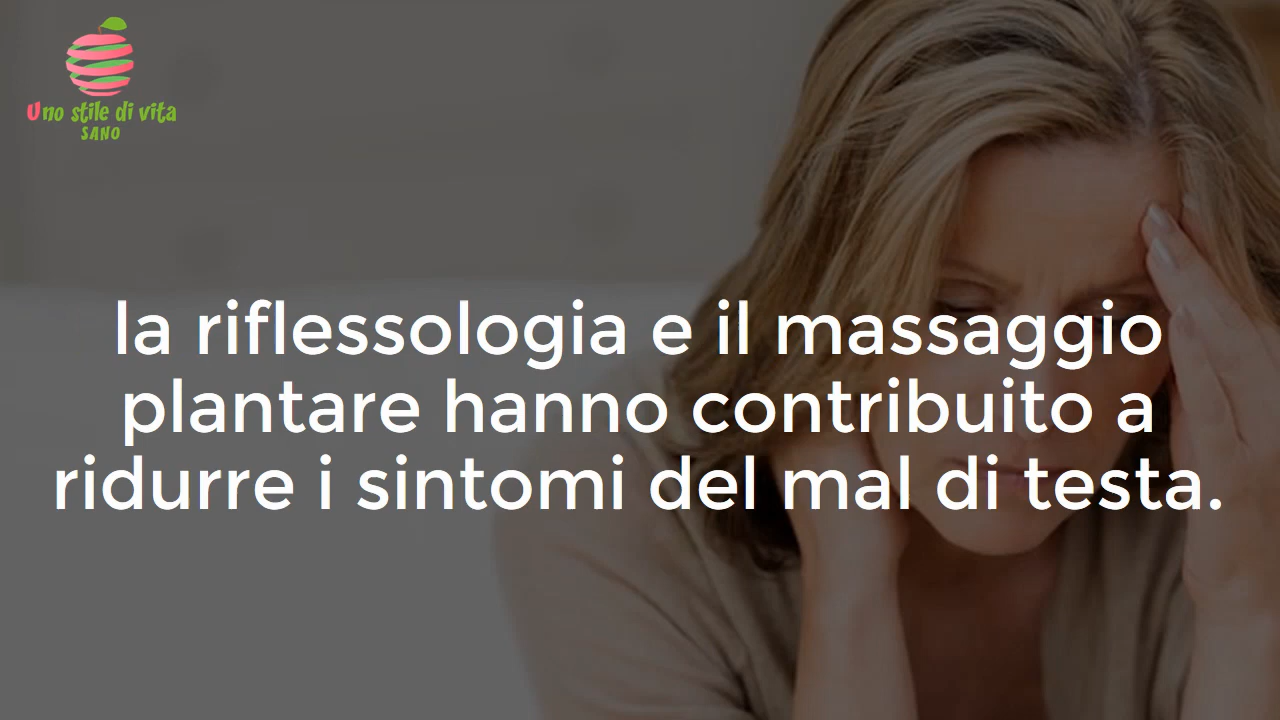 Uno stile di vita
SANO
la riflessologia e il massaggio
plantare hanno contribuito a
ridurre i sintomi del mal di testa.